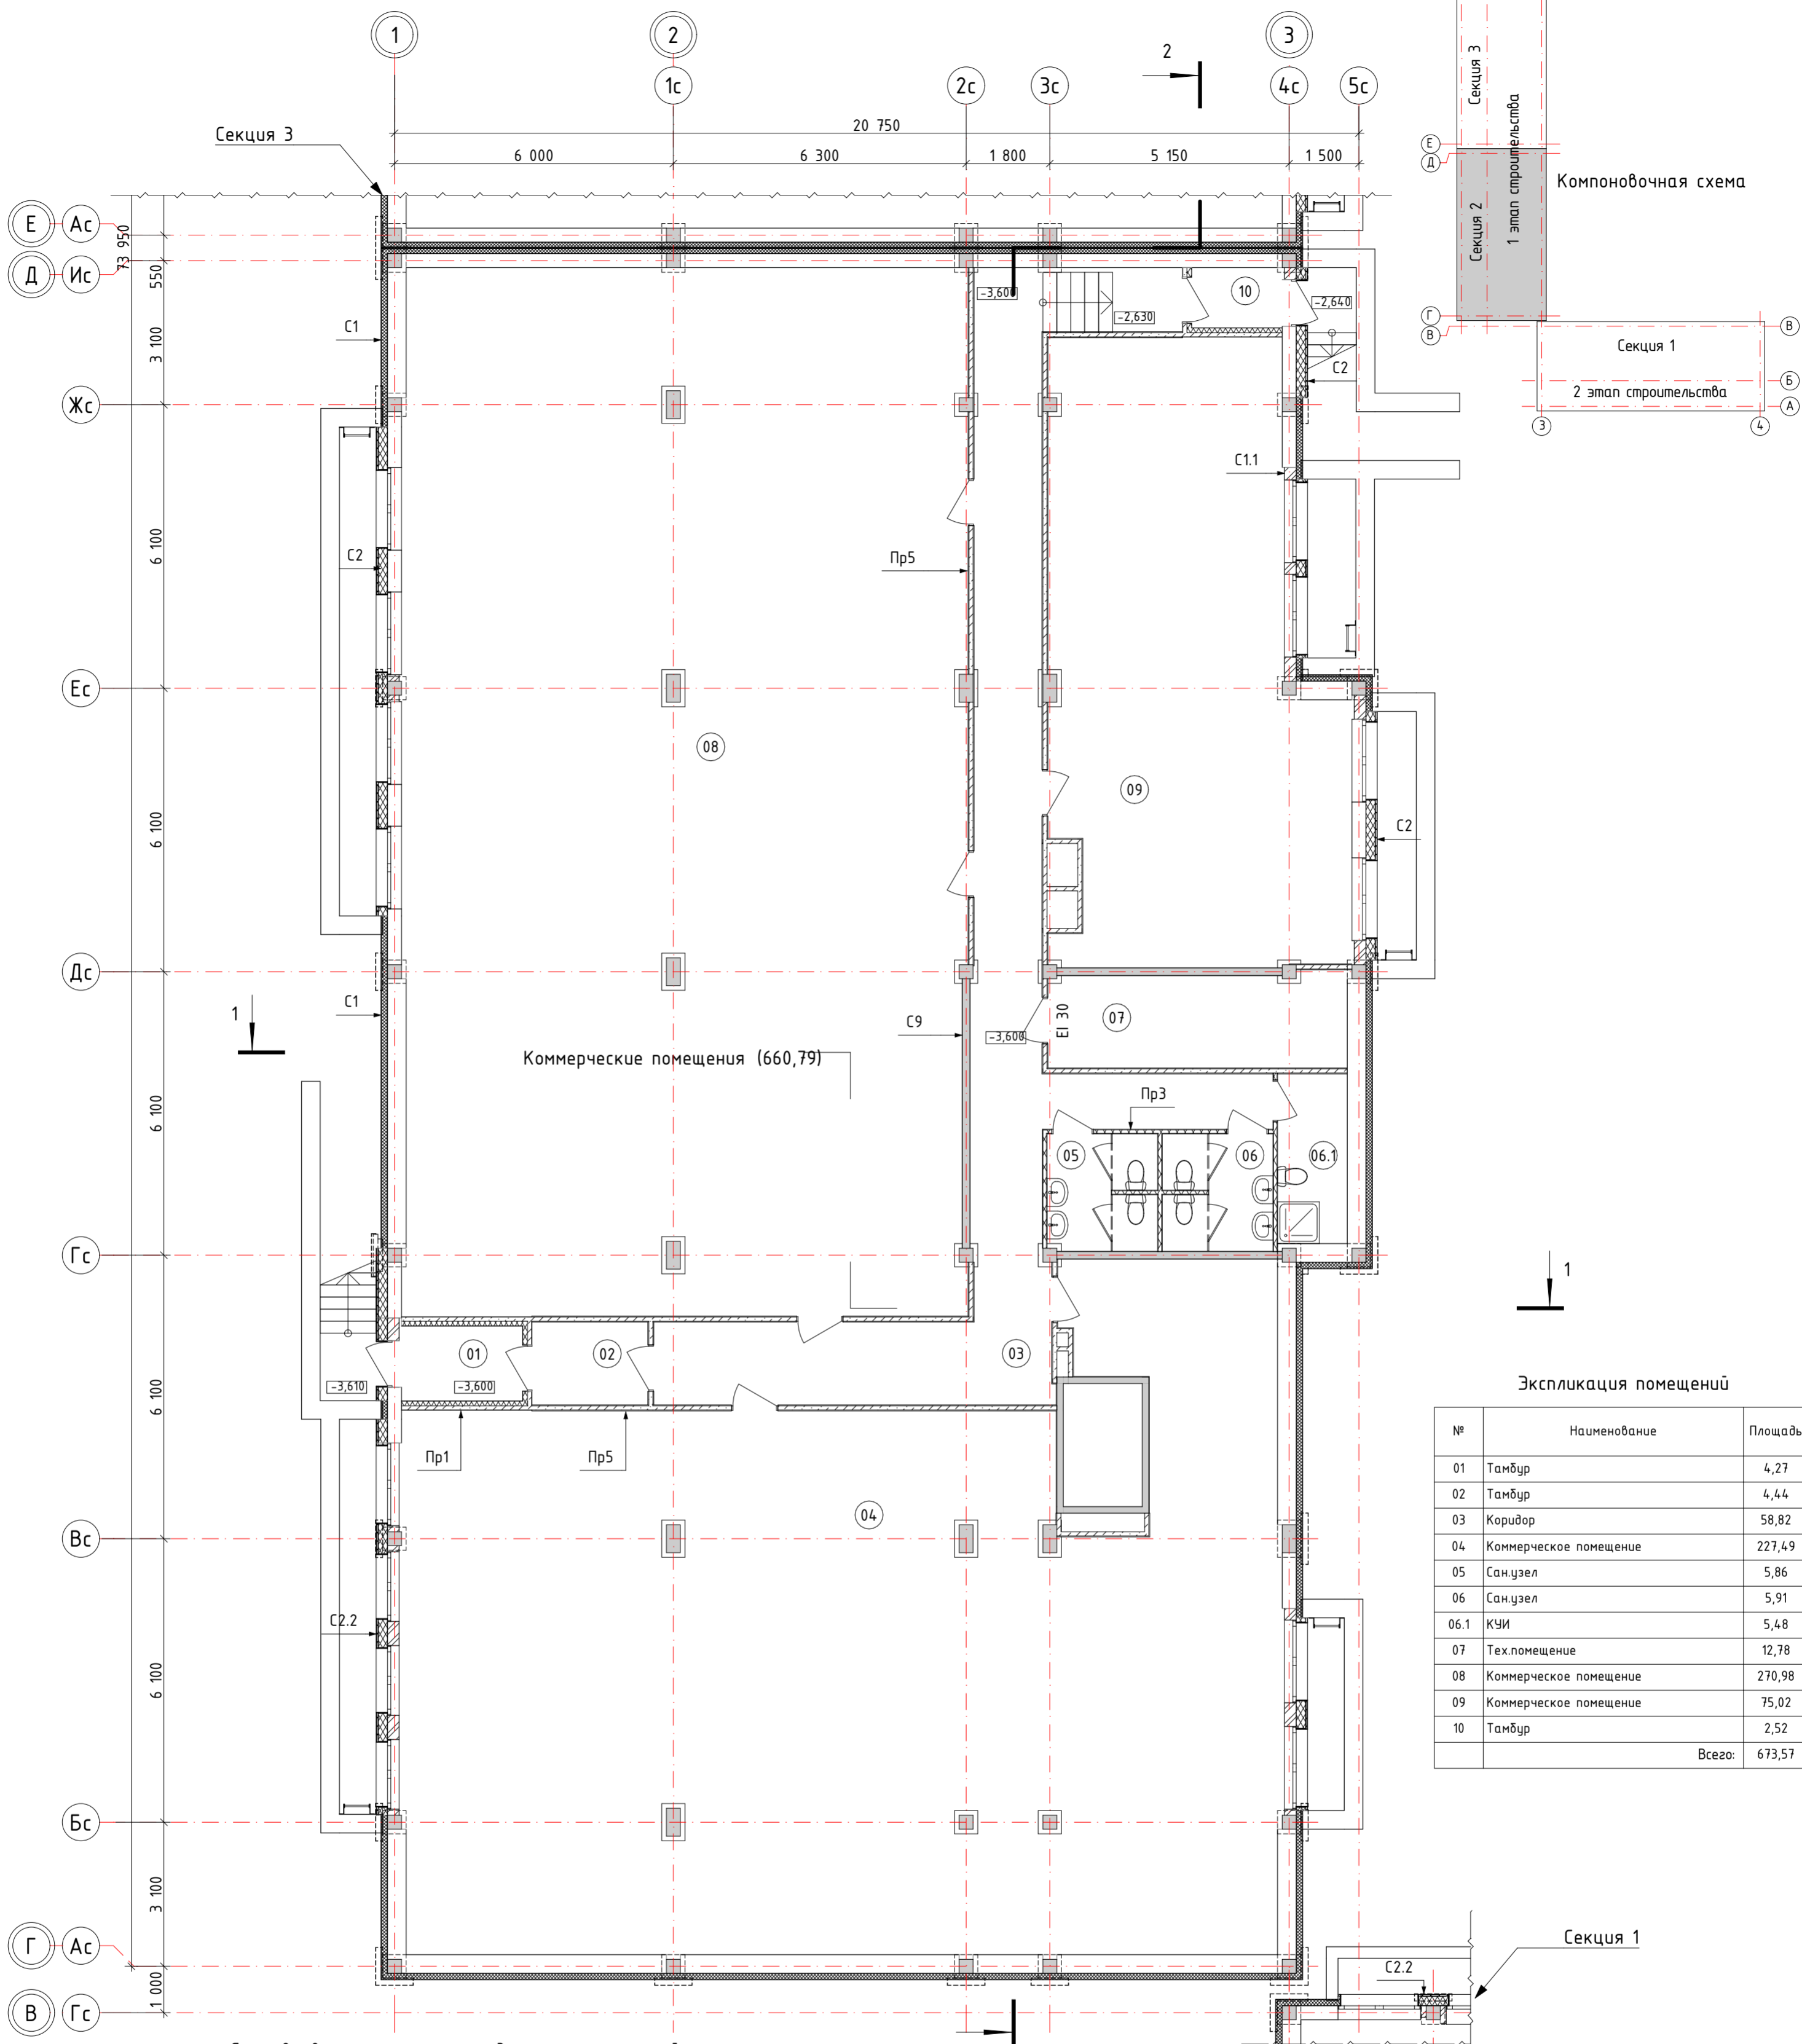 1
2
3
1с
2с
3с
4с
5с
2
Секция 3
20 750
6 000
6 300
1 800
5 150
1 500
Секция 3
1 этап строительства
Е
Д
Секция 2
Компоновочная схема
Г
В
В
Секция 1
Б
2 этап строительства
А
3
4
Е
Ас
73 950
Д
Ис
550
-3,600
10
-2,640
-2,630
С1
3 100
С2
Жс
С1.1
6 100
С2
Пр5
Ес
08
09
6 100
С2
Дс
С1
1
С9
EI 30
07
-3,600
Коммерческие помещения (660,79)
6 100
Пр3
05
06
06.1
Гс
1
01
02
03
-3,610
-3,600
6 100
Пр1
Пр5
04
Вс
С2.2
6 100
Бс
3 100
Г
Ас
1 000
В
Гс
Секция 1
С2.2
Экспликация помещений
№ Наименование Площадь
01 Тамбур 4,27
02 Тамбур 4,44
03 Коридор 58,82
04 Коммерческое помещение 227,49
05 Сан.узел 5,86
06 Сан.узел 5,91
06.1 КУИ 5,48
07 Тех.помещение 12,78
08 Коммерческое помещение 270,98
09 Коммерческое помещение 75,02
10 Тамбур 2,52
Всего: 673,57